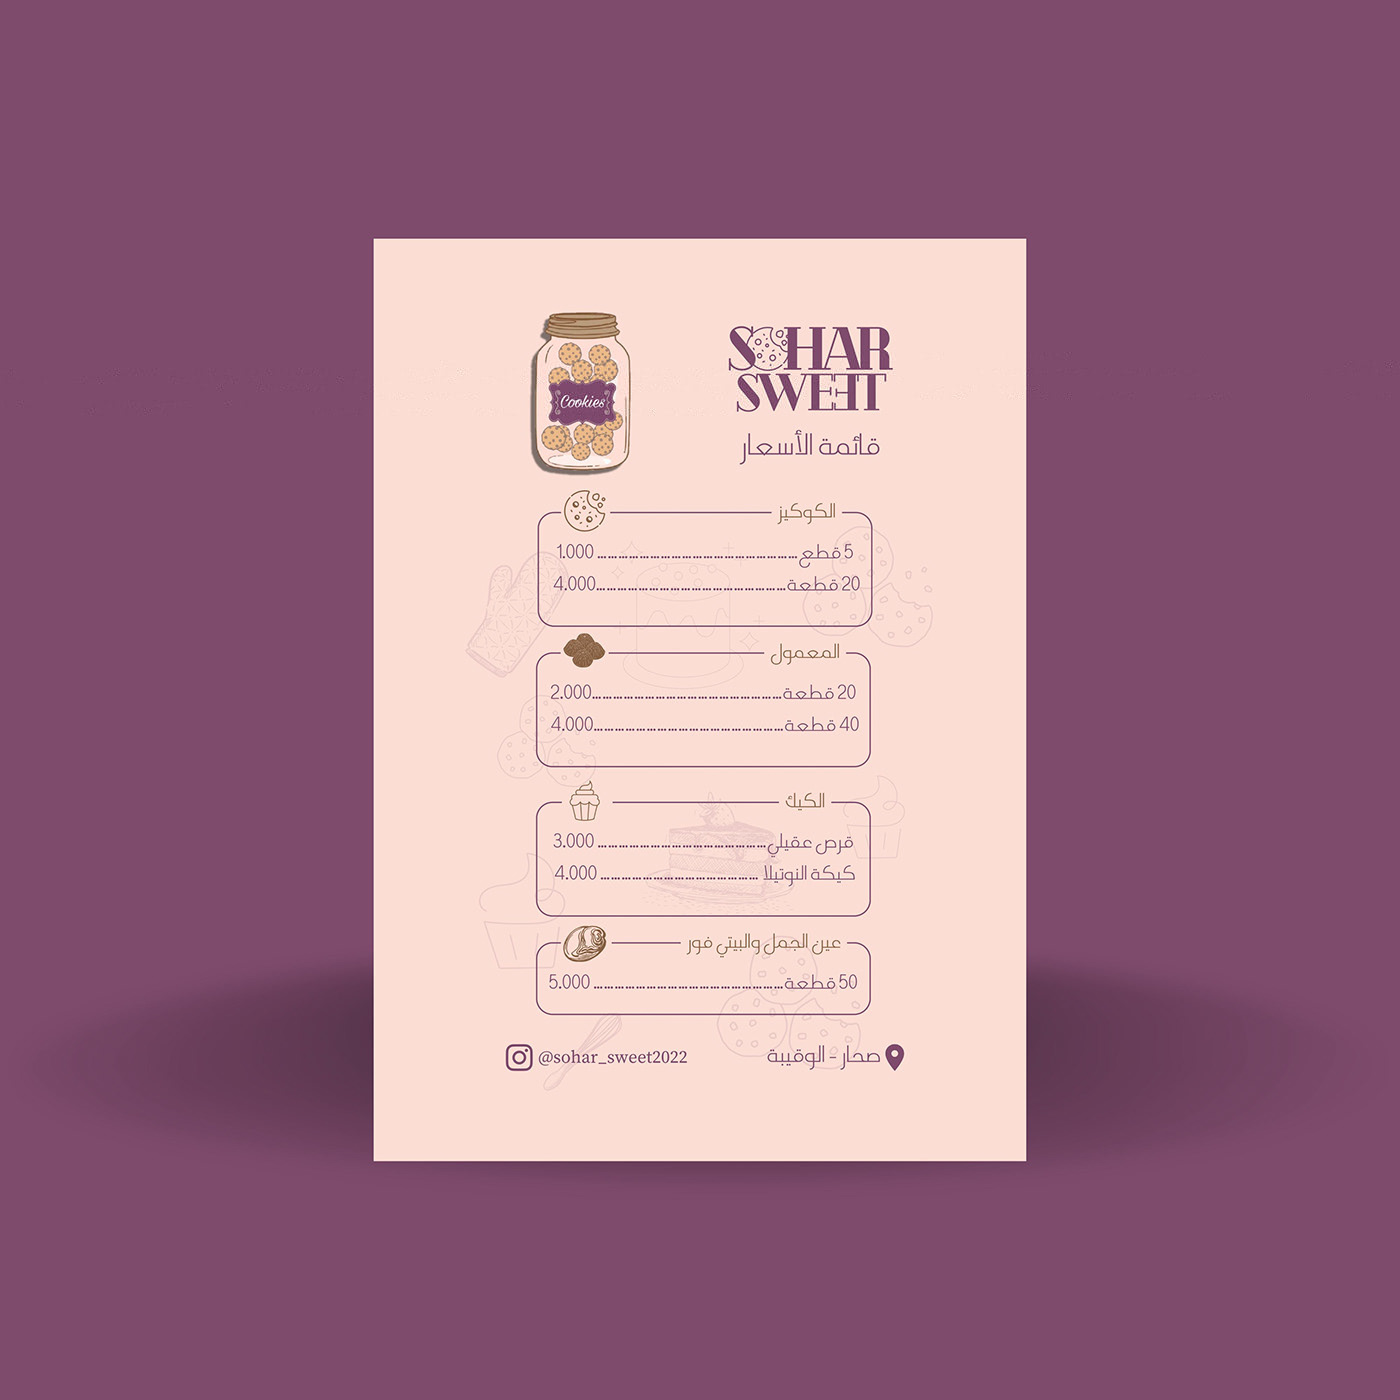 SOHAR
SWEET
Cookies
قائمة الأسعار
الكوكيز
5 قطع ........................................ 1.000
20 قطعة ........................................ 4.000
المعمول
20 قطعة ........................................ 2.000
40 قطعة ........................................ 4.000
الكيك
قرص عقيلي ........................................ 3.000
كيكة النوتيلا ........................................ 4.000
عين الجمل والبيتي فور
50 قطعة ........................................ 5.000
صحار - الوقيبة
@sohar_sweet2022